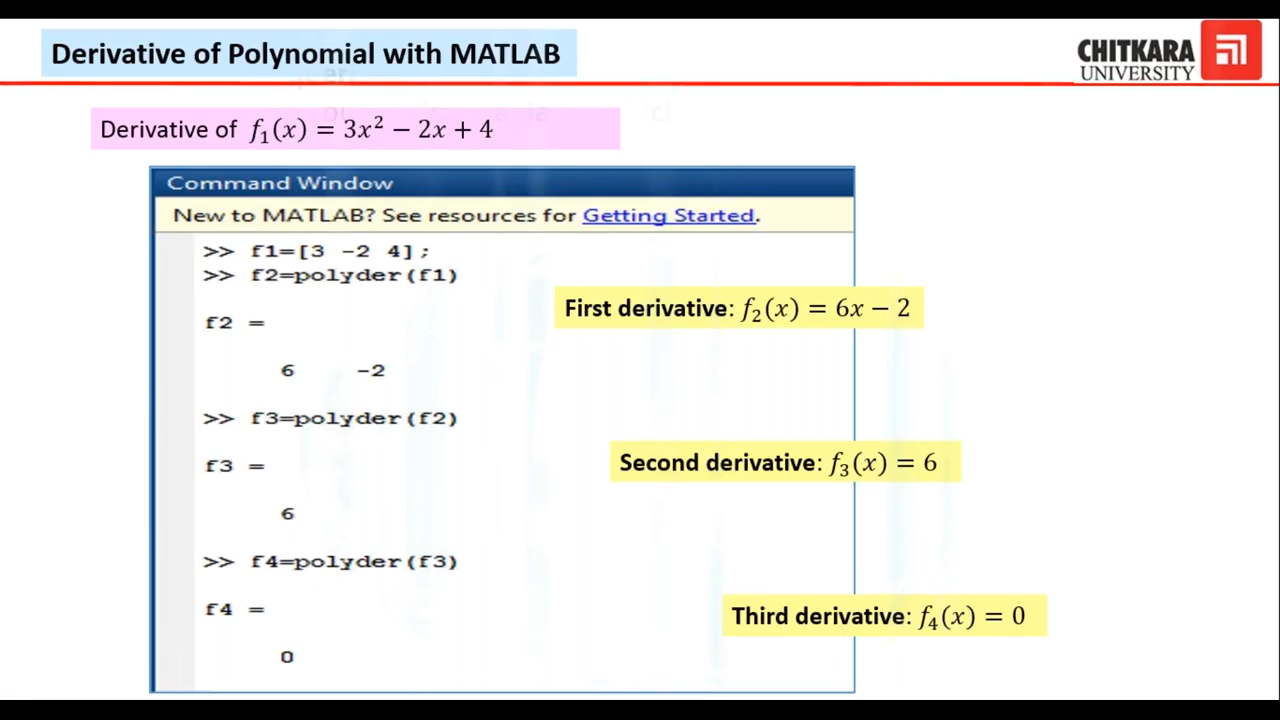 Derivative of Polynomial with MATLAB
CHITKARA
UNIVERSITY
Derivative of f₁(x) = 3x² − 2x + 4
Command Window
New to MATLAB? See resources for Getting Started.
>> f1=[3 -2 4];
>> f2=polyder(f1)
First derivative: f₂(x) = 6x − 2
f2 =
6 -2
>> f3=polyder(f2)
Second derivative: f₃(x) = 6
f3 =
6
>> f4=polyder(f3)
f4 =
Third derivative: f₄(x) = 0
0